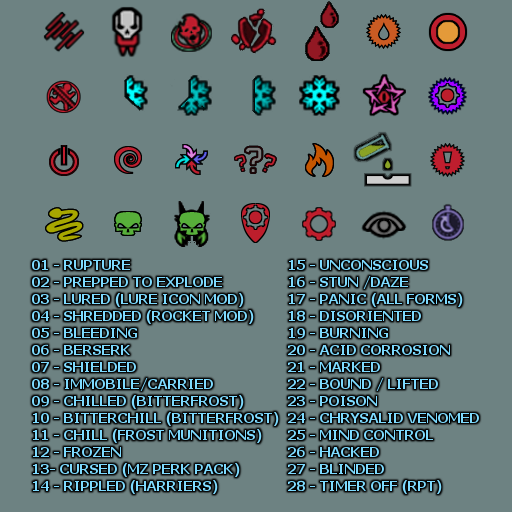 01 - RUPTURE
02 - PREPPED TO EXPLODE
03 - LURED (LURE ICON MOD)
04 - SHREDDED (ROCKET MOD)
05 - BLEEDING
06 - BERSERK
07 - SHIELDED
08 - IMMOBILE/CARRIED
09 - CHILLED (BITTERFROST)
10 - BITTERCHILL (BITTERFROST)
11 - CHILL (FROST MUNITIONS)
12 - FROZEN
13- CURSED (MZ PERK PACK)
14 - RIPPLED (HARRIERS)
15 - UNCONSCIOUS
16 - STUN /DAZE
17 - PANIC (ALL FORMS)
18 - DISORIENTED
19 - BURNING
20 - ACID CORROSION
21 - MARKED
22 - BOUND / LIFTED
23 - POISON
24 - CHRYSALID VENOMED
25 - MIND CONTROL
26 - HACKED
27 - BLINDED
28 - TIMER OFF (RPT)